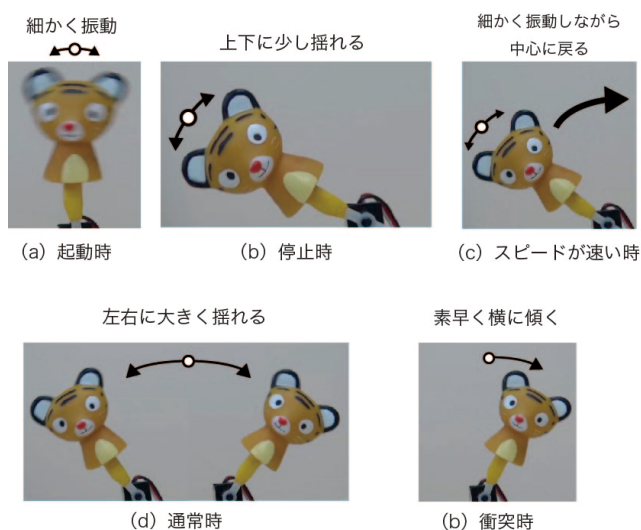 細かく振動
上下に少し揺れる
細かく振動しながら
中心に戻る
(a) 起動時
(b) 停止時
(c) スピードが速い時
左右に大きく揺れる
素早く横に傾く
(d) 通常時
(b) 衝突時